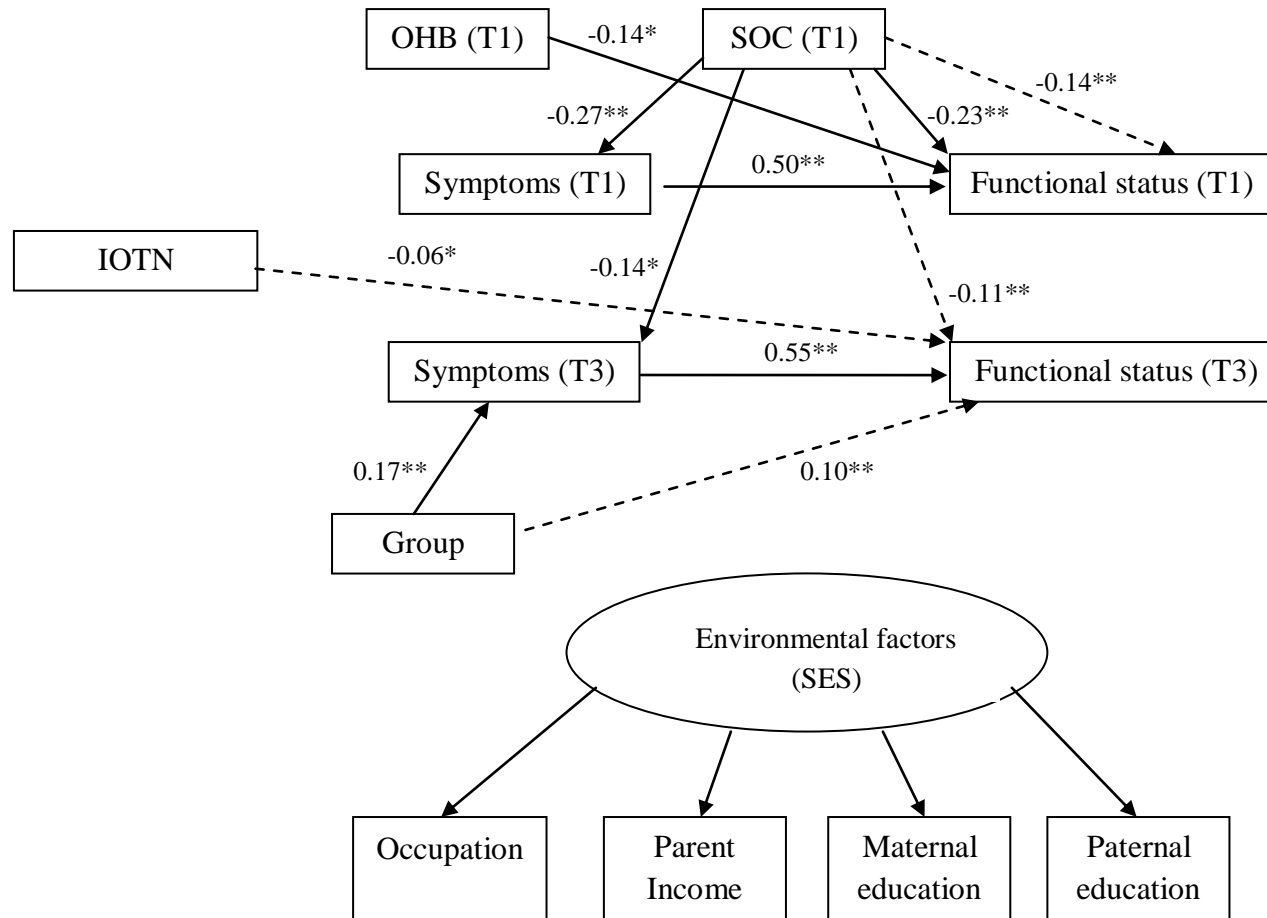 OHB (T1)
-0.14*
SOC (T1)
-0.14**
-0.27**
-0.23**
Symptoms (T1)
0.50**
Functional status (T1)
IOTN
-0.06*
-0.14*
-0.11**
Symptoms (T3)
0.55**
Functional status (T3)
0.17**
0.10**
Group
Environmental factors
(SES)
Occupation
Parent
Income
Maternal
education
Paternal
education